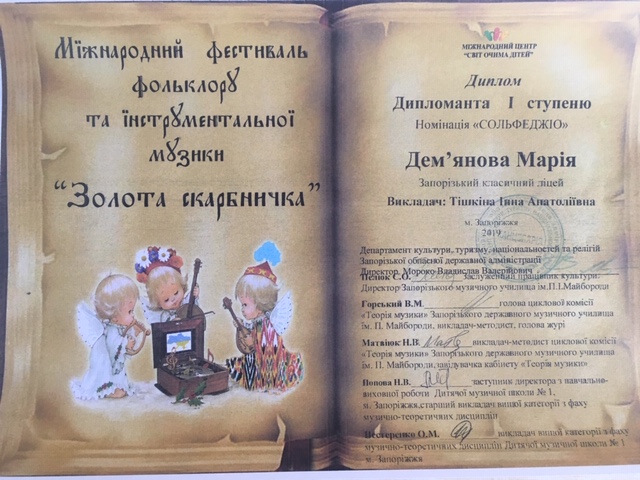 Міжнародний фестиваль
фольклору
та інструментальної
музики
“Золота скарбничка”
МІЖНАРОДНИЙ ЦЕНТР
“СВІТ ОЧИМА ДІТЕЙ”
Диплом
Дипломанта І ступеню
Номінація «СОЛЬФЕДЖІО»
Дем’янова Марія
Запорізький класичний ліцей
Викладач: Тішкіна Інна Анатоліївна
м. Запоріжжя
2019
Департамент культури, туризму, національностей та релігій
Запорізької обласної державної адміністрації
Директор Мороко Владислав Валерійович
Пелюк С.О. заслужений працівник культури.
Директор Запорізького музичного училища ім.П.І.Майбороди
Горський В.М. голова циклової комісії
«Теорія музики» Запорізького державного музичного училища
ім. П. Майбороди, викладач-методист, голова журі
Матвіюк Н.В. викладач-методист циклової комісії
«Теорія музики» Запорізького державного музичного училища
ім. П. Майбороди, завідувачка кабінету «Теорія музики»
Попова Н.В. заступник директора з навчально-
виховної роботи Дитячої музичної школи № 1,
м. Запоріжжя,старший викладач вищої категорії з фаху
музично-теоретичних дисциплін
Нестеренко О.М. викладач вищої категорії з фаху
музично-теоретичних дисциплін Дитячої музичної школи № 1
м. Запоріжжя